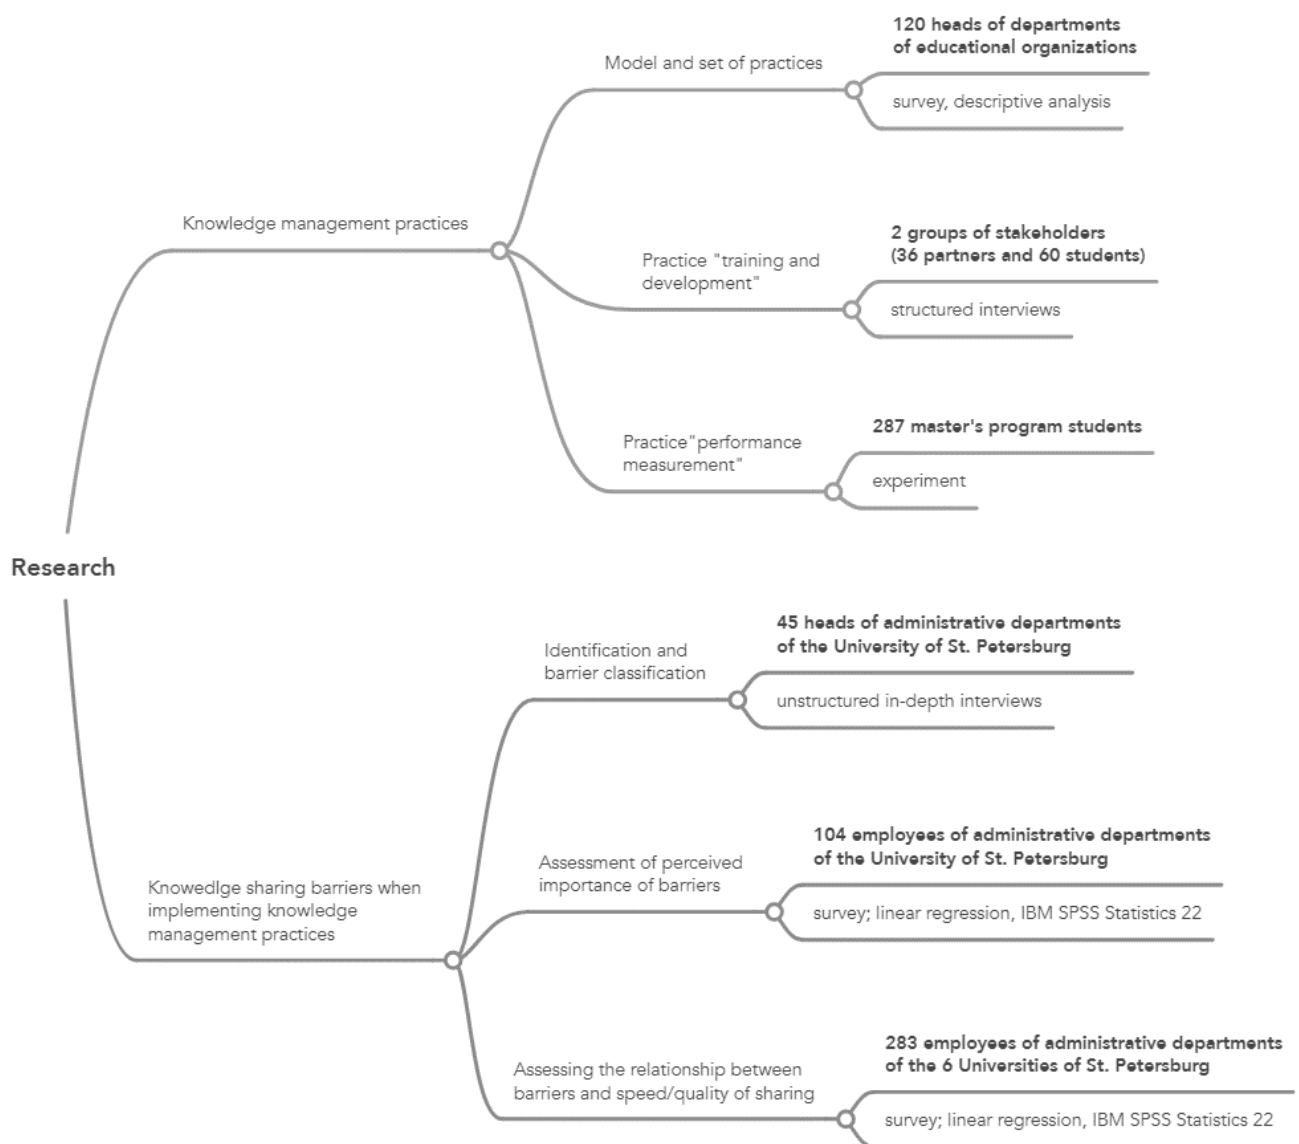 120 heads of departments
of educational organizations
Model and set of practices
survey, descriptive analysis
Knowledge management practices
2 groups of stakeholders
(36 partners and 60 students)
Practice "training and
development"
structured interviews
287 master's program students
Practice"performance
measurement"
experiment
Research
45 heads of administrative departments
of the University of St. Petersburg
Identification and
barrier classification
unstructured in-depth interviews
104 employees of administrative departments
of the University of St. Petersburg
Assessment of perceived
importance of barriers
survey; linear regression, IBM SPSS Statistics 22
Knowedlge sharing barriers when
implementing knowledge
management practices
283 employees of administrative departments
of the 6 Universities of St. Petersburg
Assessing the relationship between
barriers and speed/quality of sharing
survey; linear regression, IBM SPSS Statistics 22